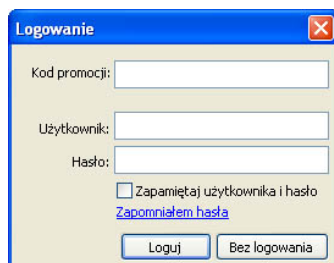 Logowanie
Kod promocji:
Użytkownik:
Hasło:
Zapamiętaj użytkownika i hasło
Zapomniałem hasła
Loguj Bez logowania